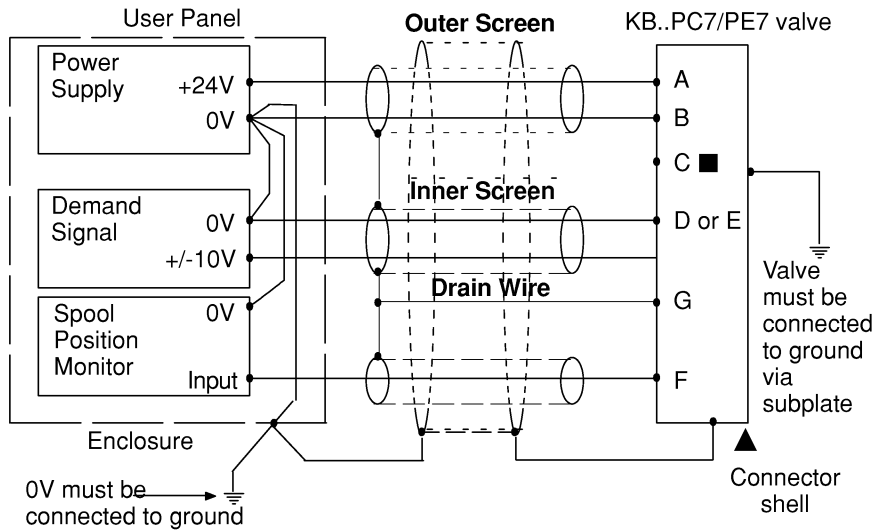 User Panel
Outer Screen
KB..PC7/PE7 valve
Power
Supply
+24V
0V
A
B
C
Inner Screen
Demand
Signal
0V
+/-10V
D or E
Drain Wire
G
Spool
Position
Monitor
0V
Input
F
Valve
must be
connected
to ground
via
subplate
Enclosure
Connector
shell
0V must be
connected to ground